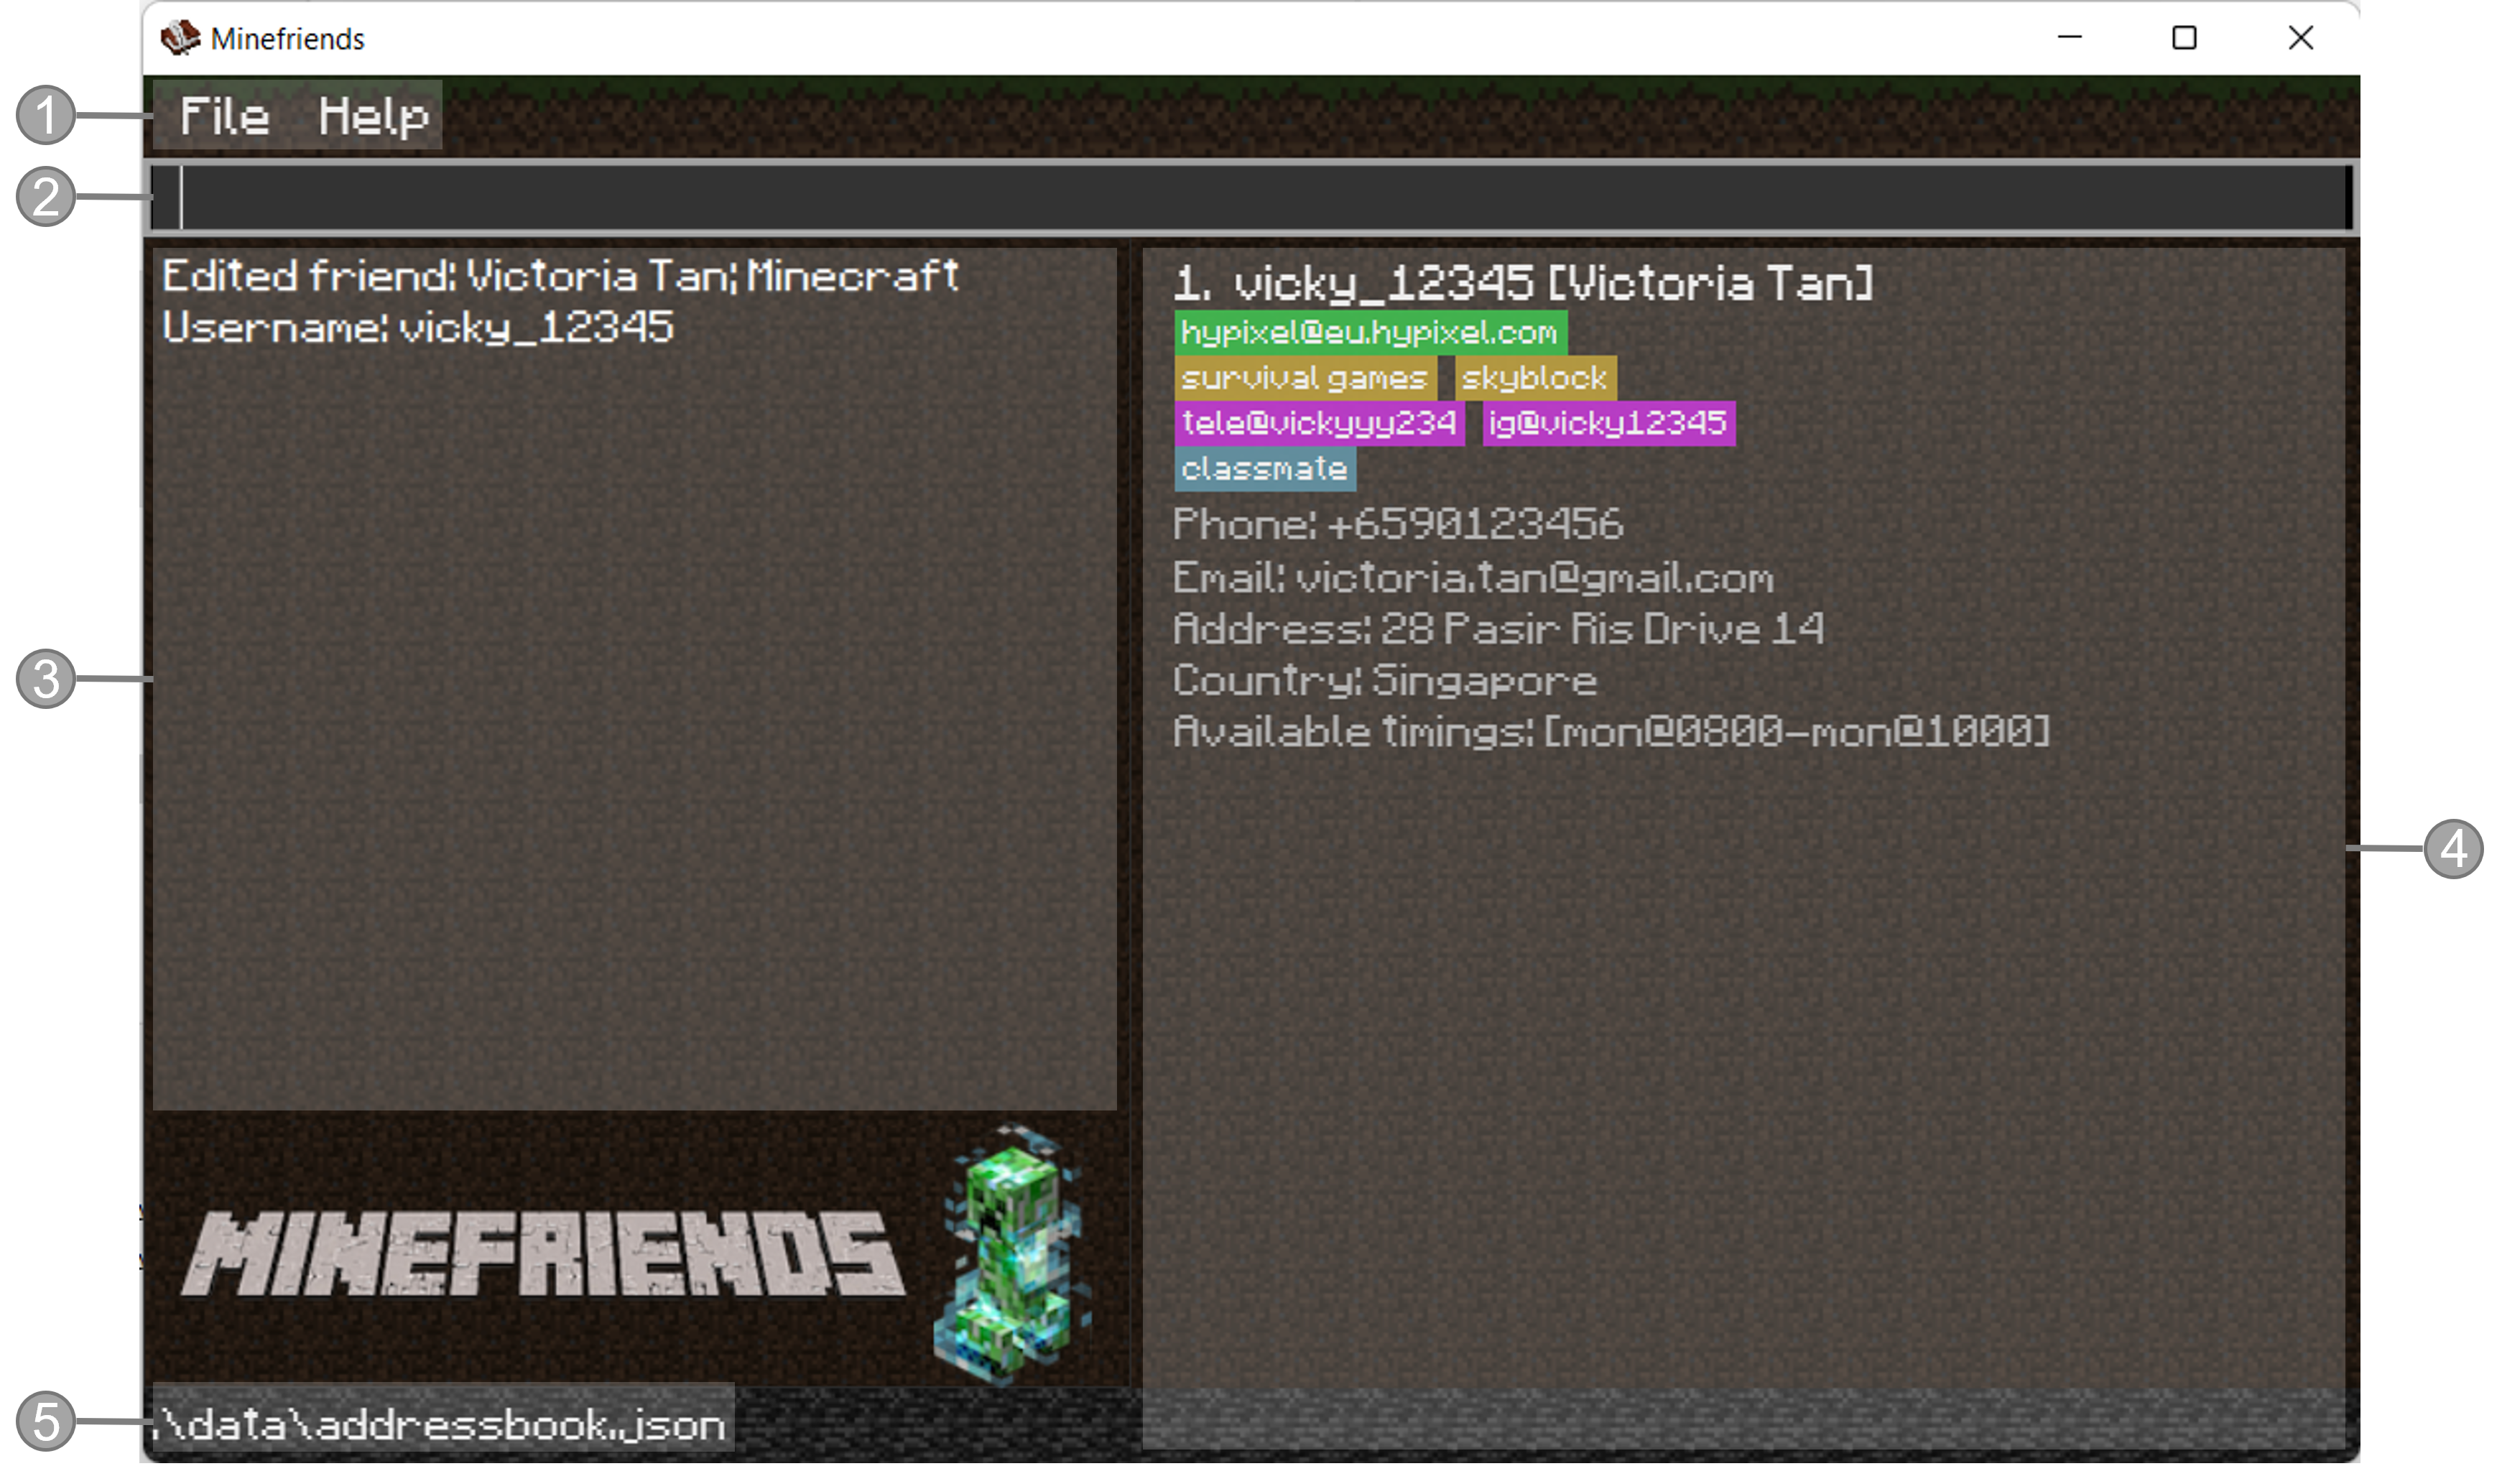 Minefriends
1 File Help
2
Edited friend: Victoria Tan; Minecraft
Username: vicky_12345
3
1. vicky_12345 [Victoria Tan]
hypixel@eu.hypixel.com
survival games skyblock
tele@vickyyy234 ig@vicky12345
classmate
Phone: +6590123456
Email: victoria.tan@gmail.com
Address: 28 Pasir Ris Drive 14
Country: Singapore
Available timings: [mon@0800-mon@1000]
4
MINEFRIENDS
5 .\data\addressbook.json